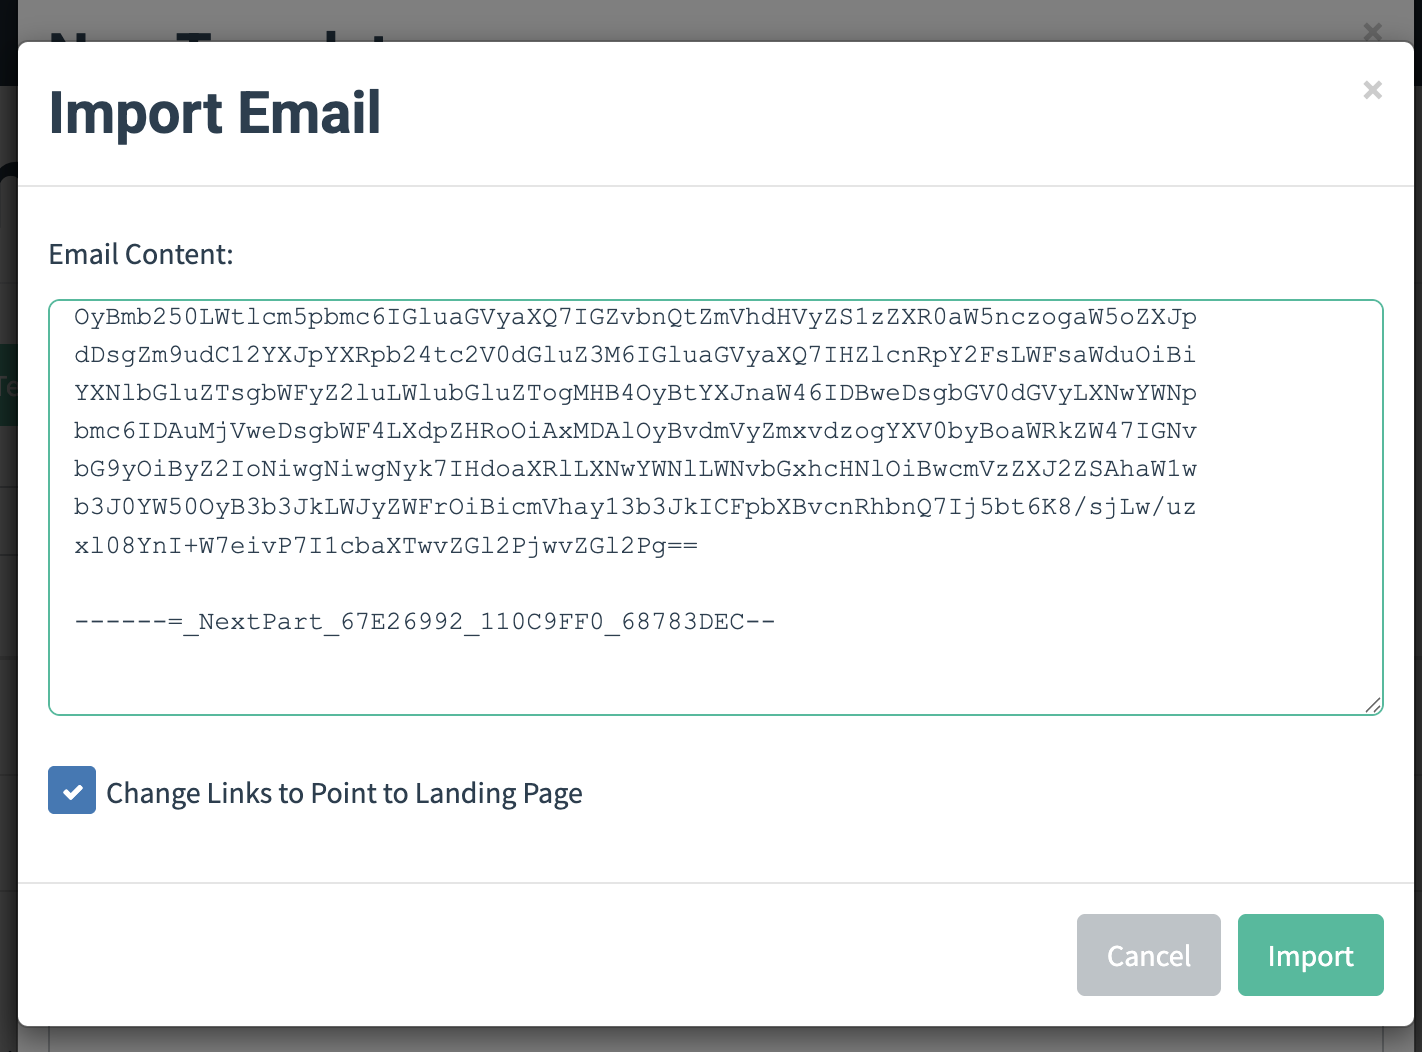 Import Email
×
Email Content:
OyBmb250LWtlcm5pbmc6IGluaGVyaXQ7IGZvbnQtZmVhdHVyZS1zZXR0aW5nczogaW5oZXJp
dDsgZm9udC12YXJpYXRpb24tc2V0dGluZ3M6IGluaGVyaXQ7IHZlcnRpY2FsLWFsaWduOiBi
YXNlbGluZTsgbWFyZ2luLWlubGluZTogMHB4OyBtYXJnaW46IDBweDsgbGV0dGVyLXNwYWNp
bmc6IDAuMjVweDsgbWF4LXdpZHRoOiAxMDAlOyBvdmVyZmxvdzogYXV0byBoaWRkZW47IGNv
bG9yOiByZ2IoNiwgNiwgNyk7IHdoaXRlLXNwYWNlLWNvbGxhcHNlOiBwcmVzZXJ2ZSAhaW1w
b3J0YW50OyB3b3JkLWJyZWFrOiBicmVhay13b3JkICFpbXBvcnRhbnQ7Ij5bt6K8/sjLw/uz
xl08YnI+W7eivP7I1cbaXTwvZGl2PjwvZGl2Pg==
------=_NextPart_67E26992_110C9FF0_68783DEC--
Change Links to Point to Landing Page
Cancel
Import